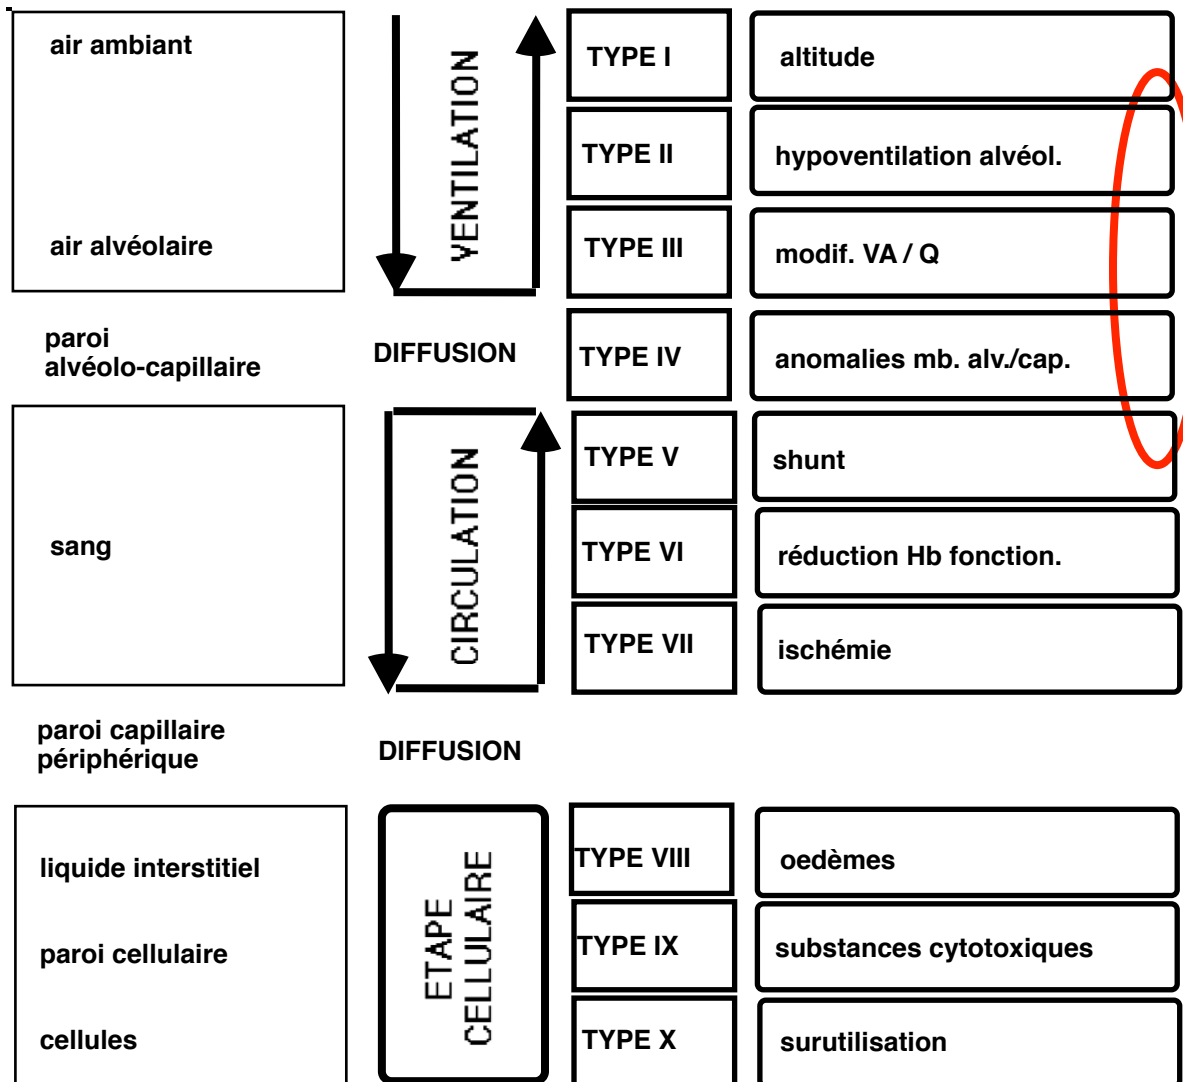 air ambiant
air alvéolaire
VENTILATION
TYPE I
altitude
TYPE II
hypoventilation alvéol.
TYPE III
modif. VA / Q
paroi
alvéolo-capillaire
DIFFUSION
TYPE IV
anomalies mb. alv./cap.
sang
CIRCULATION
TYPE V
shunt
TYPE VI
réduction Hb fonction.
TYPE VII
ischémie
paroi capillaire
périphérique
DIFFUSION
liquide interstitiel
paroi cellulaire
cellules
ETAPE
CELLULAIRE
TYPE VIII
oedèmes
TYPE IX
substances cytotoxiques
TYPE X
surutilisation